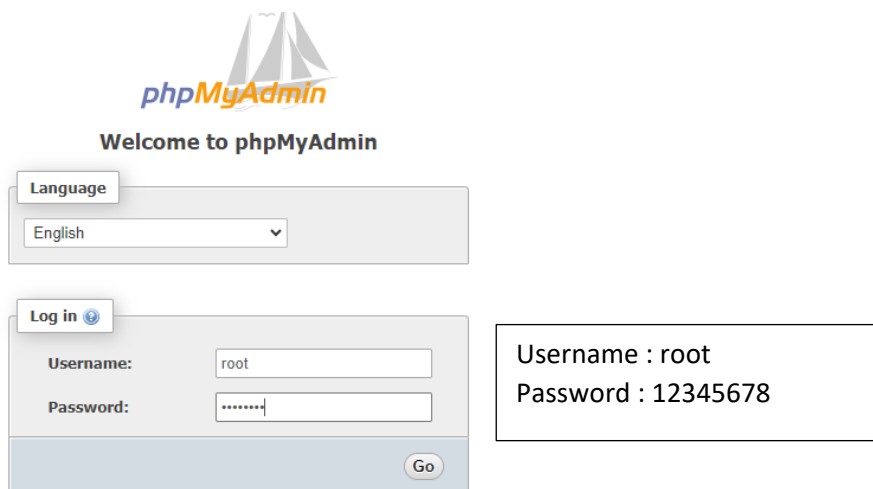 phpMyAdmin
Welcome to phpMyAdmin
Language
English
Log in
Username:
root
Password:
••••••••
Go
Username : root
Password : 12345678